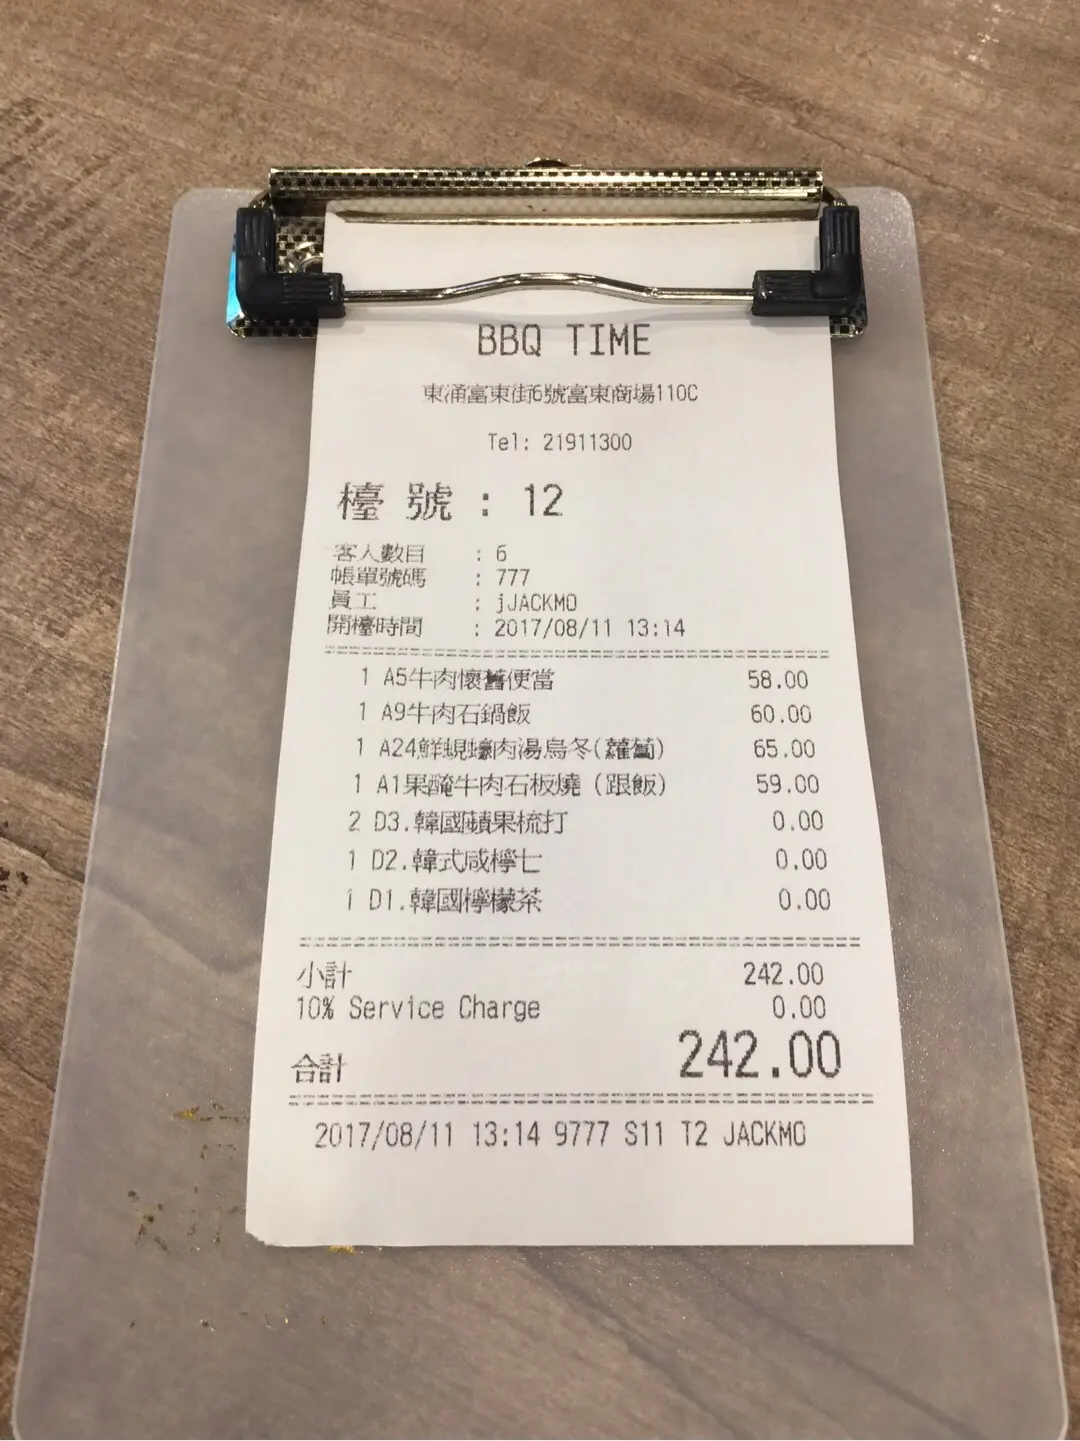 BBQ TIME
東涌富東街6號富東商場110C
Tel: 21911300
檯 號 : 12
客人數目 : 6
帳單號碼 : 777
員工 : jJACKMO
開檯時間 : 2017/08/11 13:14
1 A5牛肉懷舊便當 58.00
1 A9牛肉石鍋飯 60.00
1 A24鮮蜆蠔肉湯烏冬(蘿蔔) 65.00
1 A1果醃牛肉石板燒 (跟飯) 59.00
2 D3.韓國蘋果梳打 0.00
1 D2.韓式咸檸七 0.00
1 D1.韓國檸檬茶 0.00
小計 242.00
10% Service Charge 0.00
合計 242.00
2017/08/11 13:14 9777 S11 T2 JACKMO